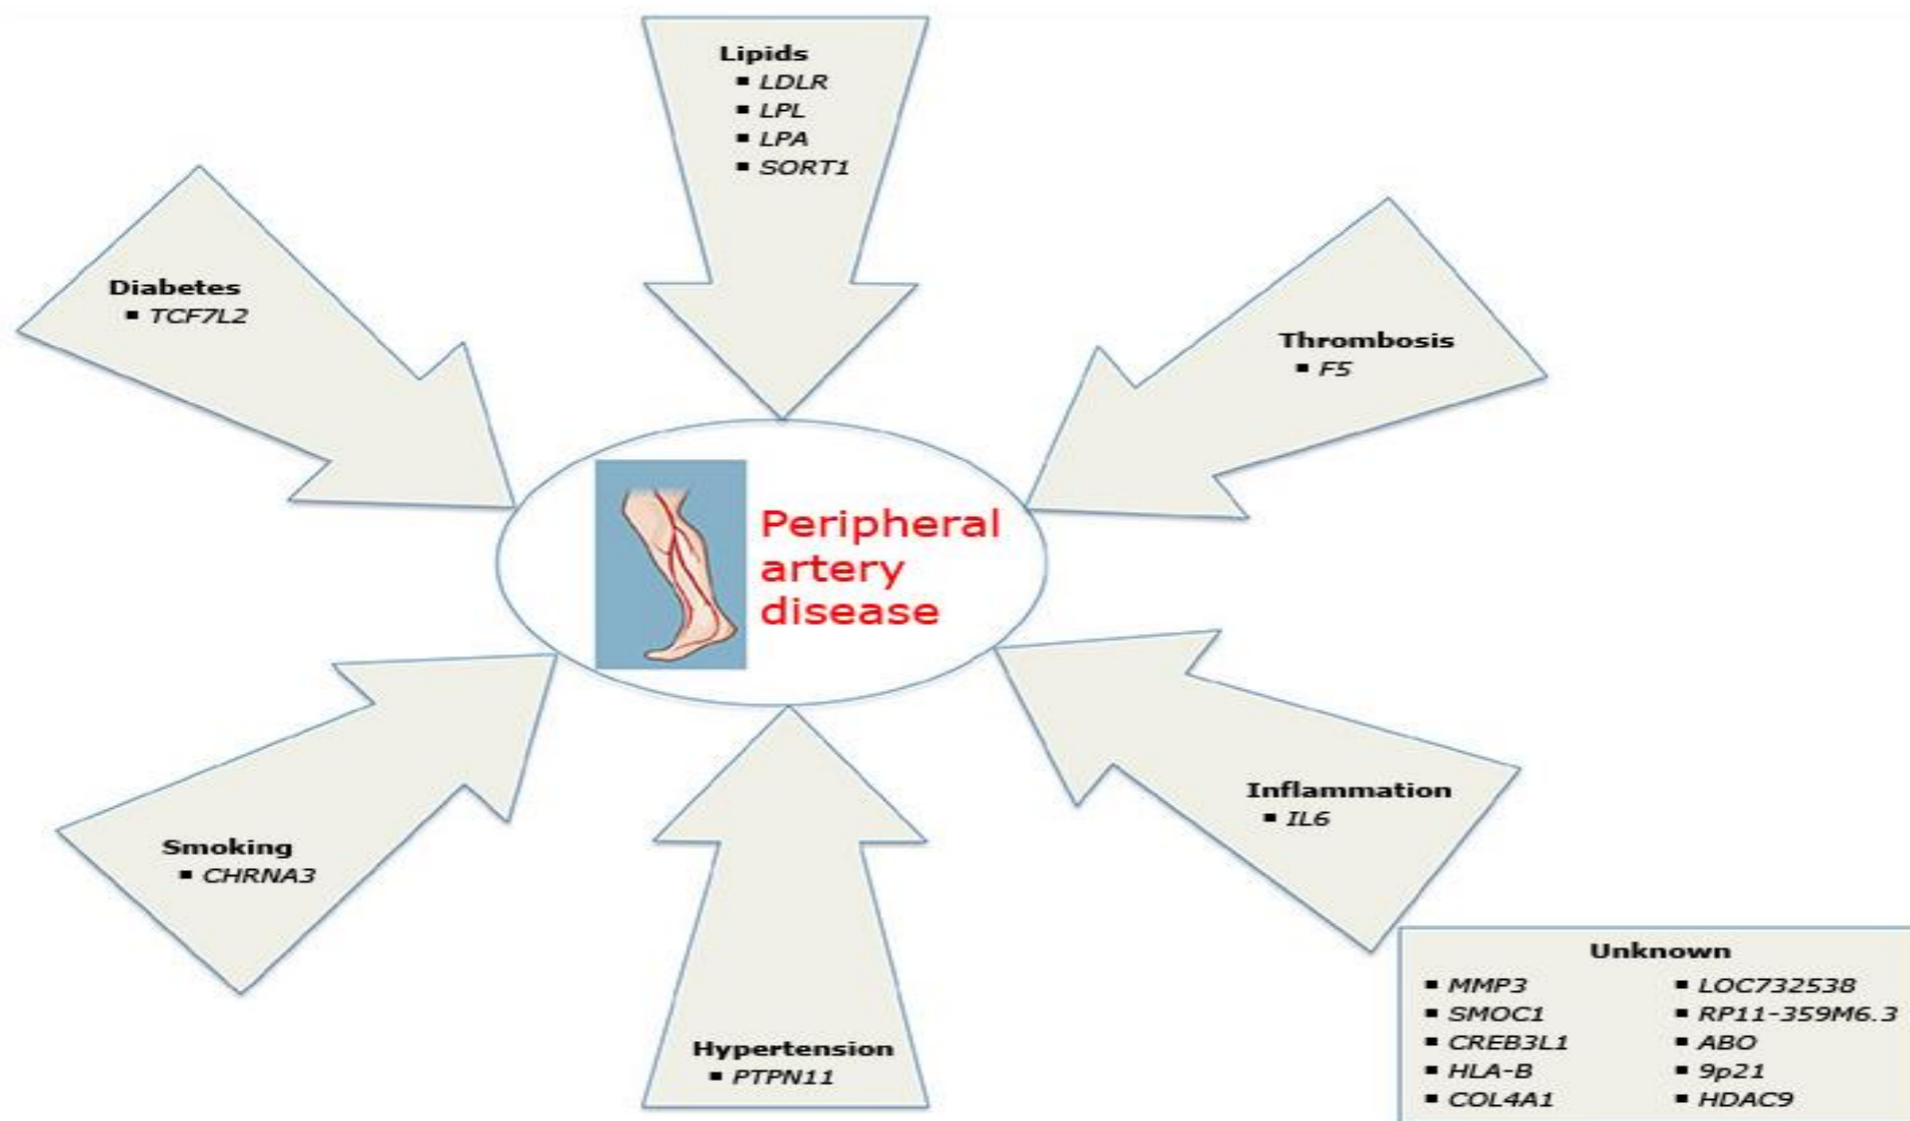 Lipids
▪ LDLR
▪ LPL
▪ LPA
▪ SORT1
Diabetes
▪ TCF7L2
Thrombosis
▪ F5
Peripheral
artery
disease
Smoking
▪ CHRNA3
Inflammation
▪ IL6
Hypertension
▪ PTPN11
Unknown
▪ MMP3
▪ SMOC1
▪ CREB3L1
▪ HLA-B
▪ COL4A1
▪ LOC732538
▪ RP11-359M6.3
▪ ABO
▪ 9p21
▪ HDAC9